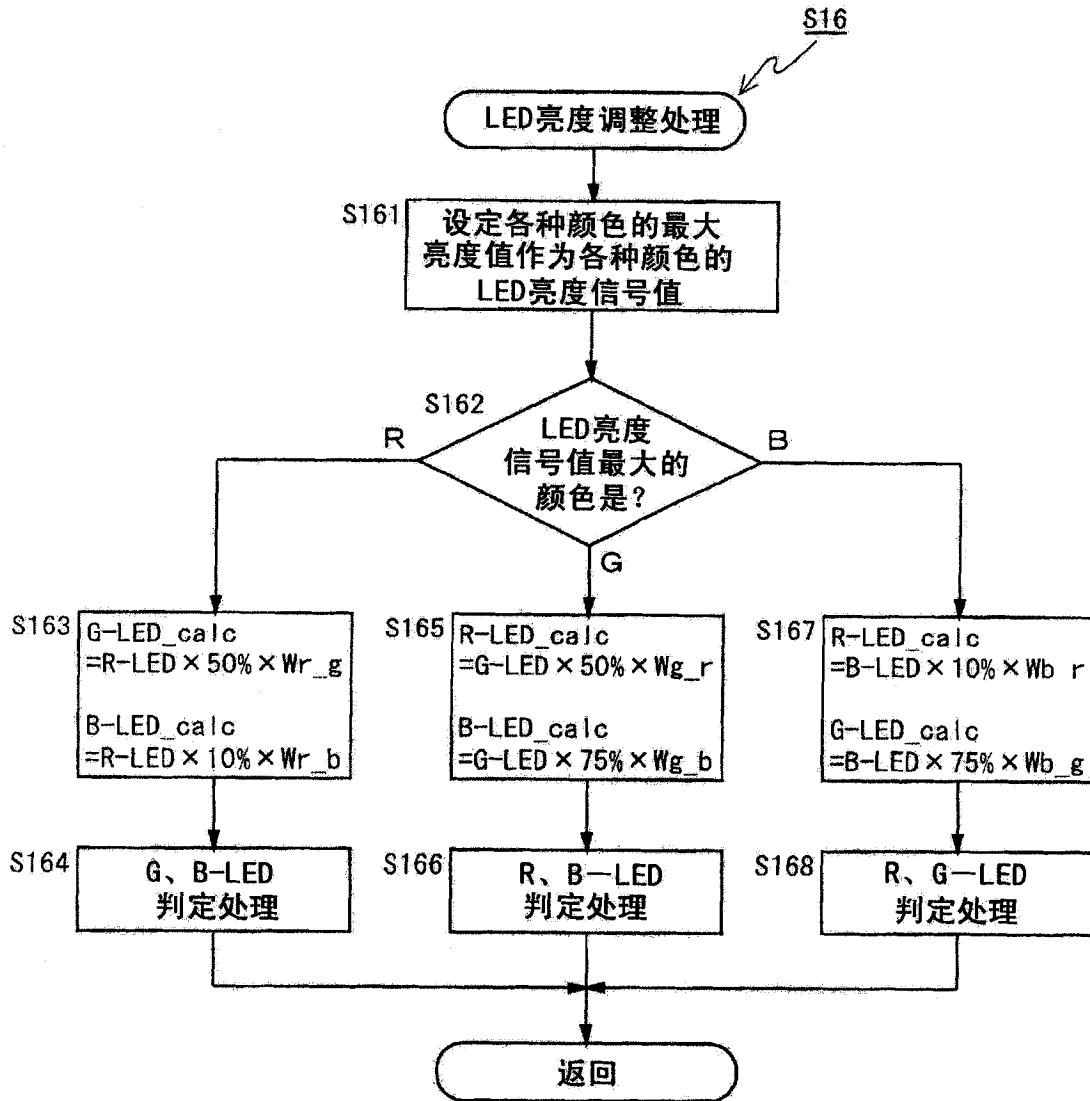 S16
LED亮度调整处理
S161
设定各种颜色的最大
亮度值作为各种颜色的
LED亮度信号值
S162
LED亮度
信号值最大的
颜色是?
R
B
G
S163
G-LED_calc
=R-LED×50%×Wr_g
B-LED_calc
=R-LED×10%×Wr_b
S165
R-LED_calc
=G-LED×50%×Wg_r
B-LED_calc
=G-LED×75%×Wg_b
S167
R-LED_calc
=B-LED×10%×Wb r
G-LED_calc
=B-LED×75%×Wb_g
S164
G、B-LED
判定处理
S166
R、B-LED
判定处理
S168
R、G-LED
判定处理
返回